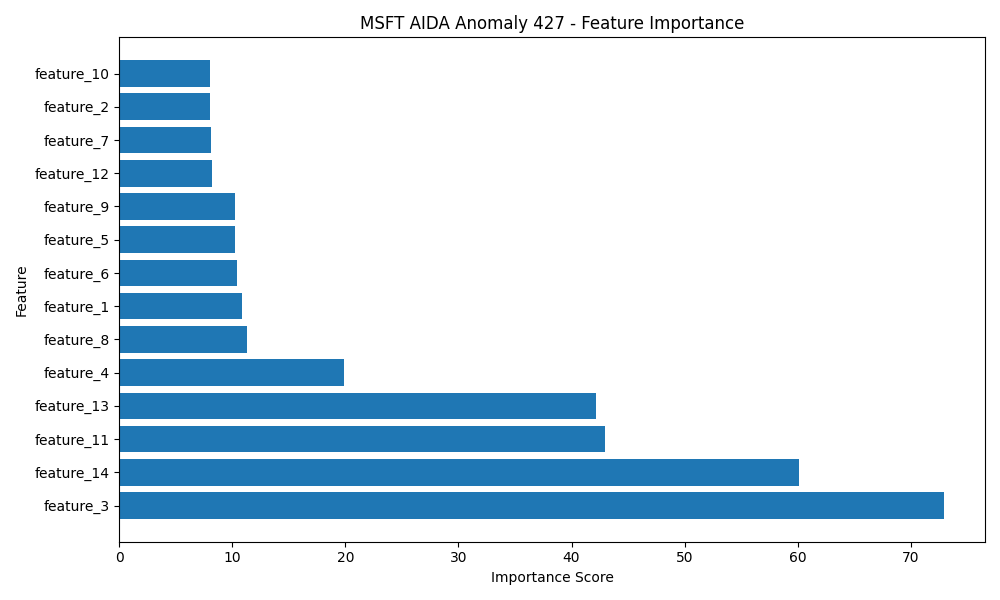 MSFT AIDA Anomaly 427 - Feature Importance
feature_10
feature_2
feature_7
feature_12
feature_9
feature_5
feature_6
feature_1
feature_8
feature_4
feature_13
feature_11
feature_14
feature_3
Feature
0 10 20 30 40 50 60 70
Importance Score